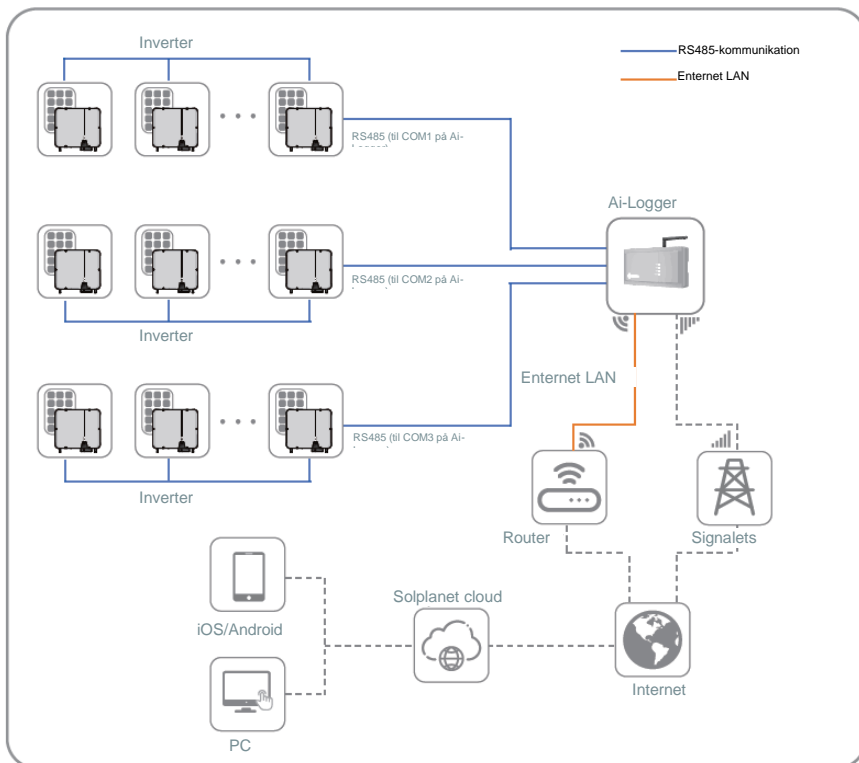 Inverter
RS485-kommunikation
Enternet LAN
RS485 (til COM1 på Ai-
Ai-Logger
RS485 (til COM2 på Ai-
Inverter
Enternet LAN
RS485 (til COM3 på Ai-
Inverter
Router
Signalets
Solplanet cloud
iOS/Android
Internet
PC